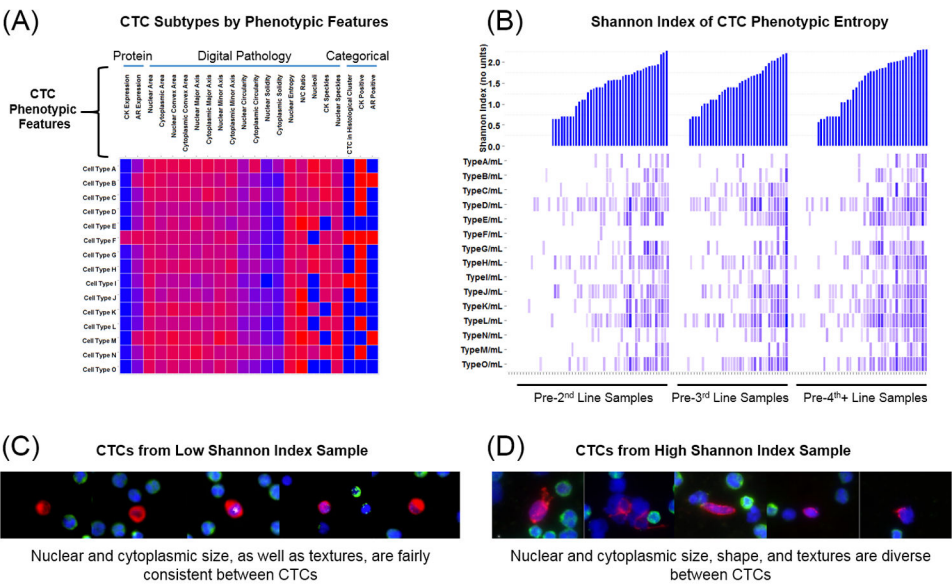 (A)
CTC Subtypes by Phenotypic Features
Protein Digital Pathology Categorical
CTC
Phenotypic
Features
CK Expression
AR Expression
Nuclear Area
Cytoplasmic Area
Nuclear Convex Area
Cytoplasmic Convex Area
Nuclear Major Axis
Cytoplasmic Major Axis
Nuclear Minor Axis
Cytoplasmic Minor Axis
Nuclear Circularity
Cytoplasmic Circularity
Nuclear Solidity
Cytoplasmic Solidity
Nuclear Entropy
N/C Ratio
Nucleoli
CK Speckles
Nuclear Speckles
CTC in Histological Cluster
CK Positive
AR Positive
Cell Type A
Cell Type B
Cell Type C
Cell Type D
Cell Type E
Cell Type F
Cell Type G
Cell Type H
Cell Type I
Cell Type J
Cell Type K
Cell Type L
Cell Type M
Cell Type N
Cell Type O
(B)
Shannon Index of CTC Phenotypic Entropy
Shannon Index (no units)
2.0
1.5
1.0
0.5
0.0
TypeA/mL
TypeB/mL
TypeC/mL
TypeD/mL
TypeE/mL
TypeF/mL
TypeG/mL
TypeH/mL
TypeI/mL
TypeJ/mL
TypeK/mL
TypeL/mL
TypeN/mL
TypeM/mL
TypeO/mL
Pre-2nd Line Samples Pre-3rd Line Samples Pre-4th+ Line Samples
(C)
CTCs from Low Shannon Index Sample
Nuclear and cytoplasmic size, as well as textures, are fairly
consistent between CTCs
(D)
CTCs from High Shannon Index Sample
Nuclear and cytoplasmic size, shape, and textures are diverse
between CTCs